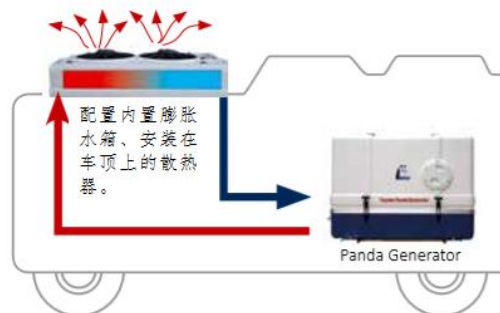 配置内置膨胀
水箱、安装在
车顶上的散热
器。
Panda Generator